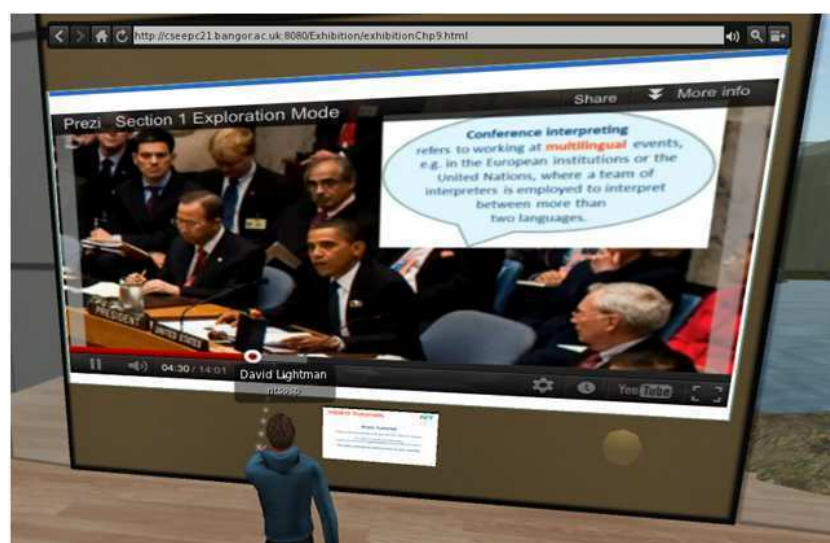 http://cseepc21.bangor.ac.uk:8080/Exhibition/exhibitionChp9.html
Share More info
Prezi Section 1 Exploration Mode
Conference interpreting
refers to working at multilingual events,
e.g. in the European institutions or the
United Nations, where a team of
interpreters is employed to interpret
between more than
two languages.
PRESIDENT
UNITED STATES
04:30 / 14:01
YouTube
David Lightman